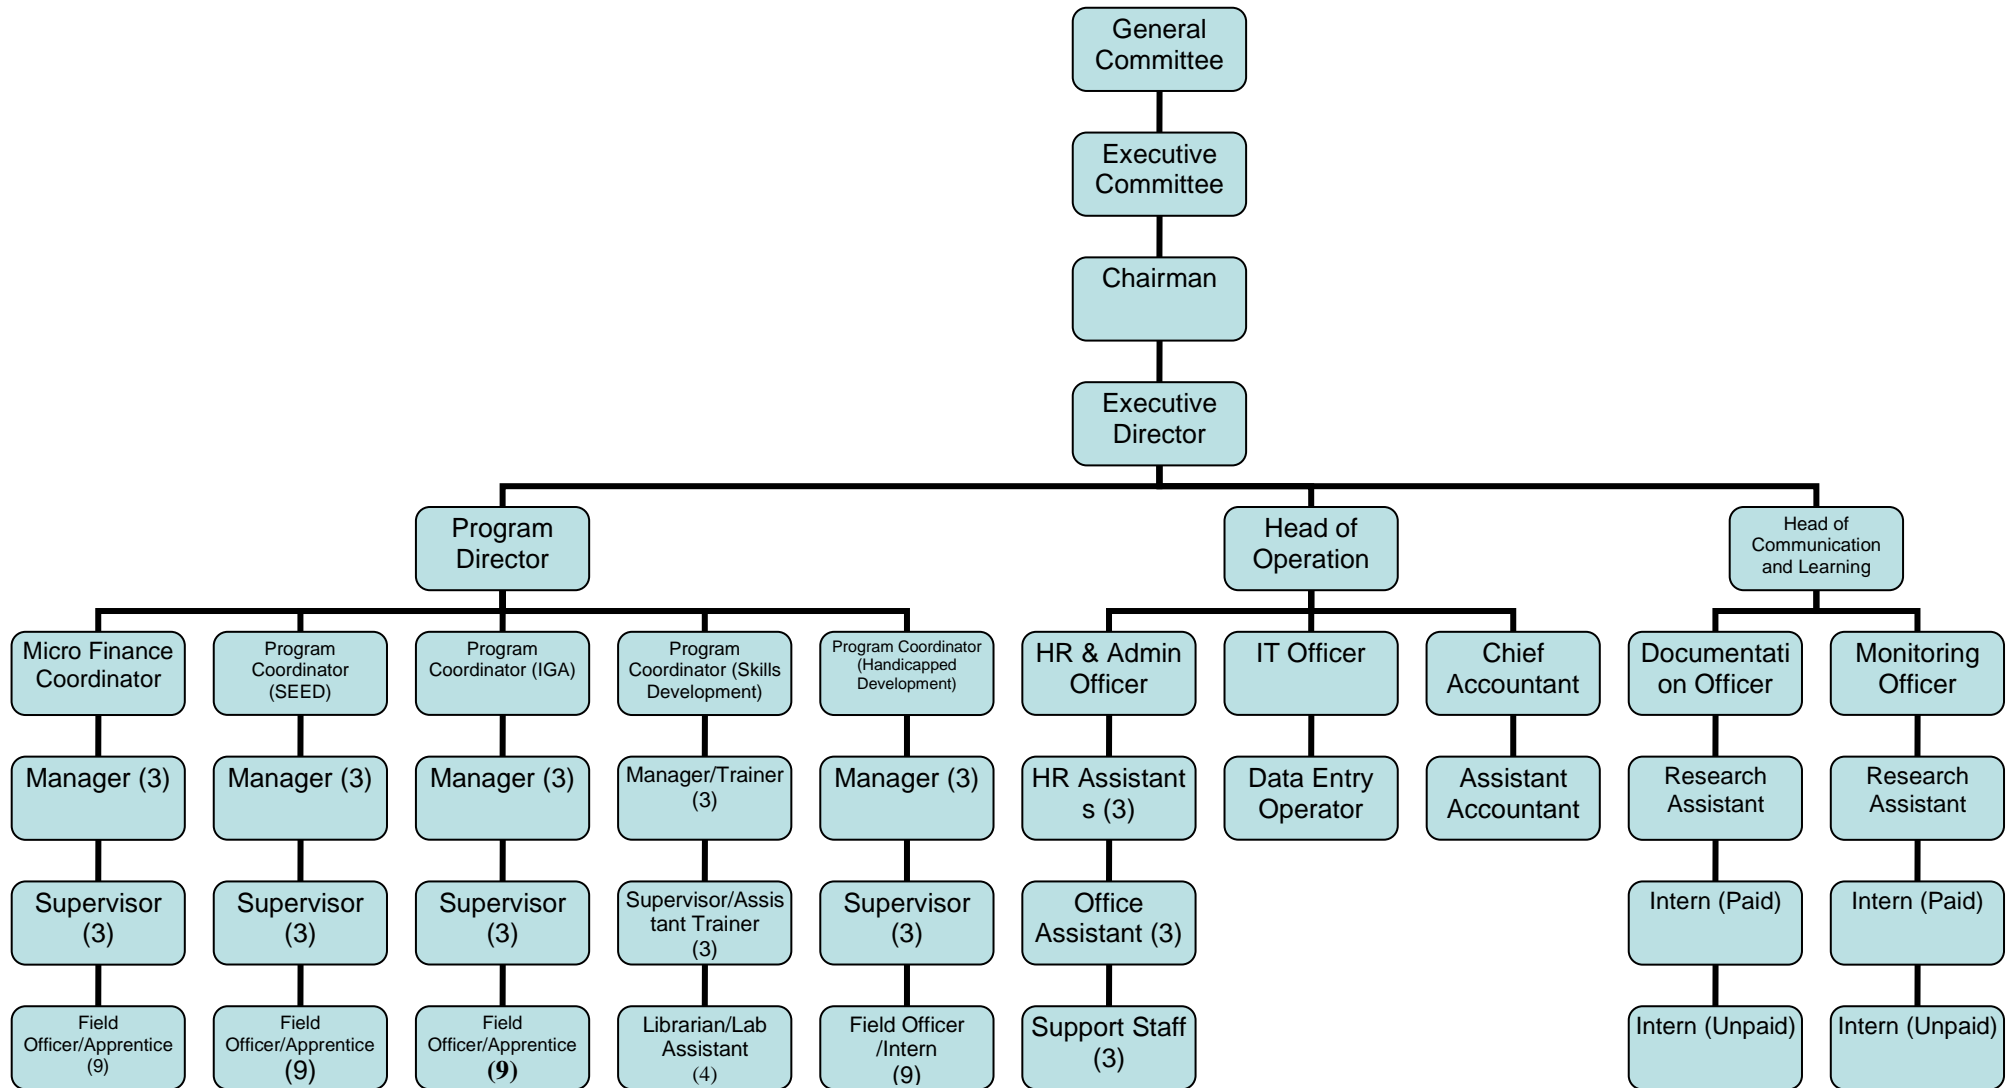 General
Committee
Executive
Committee
Chairman
Executive
Director
Program
Director
Head of
Operation
Head of
Communication
and Learning
Micro Finance
Coordinator
Program
Coordinator
(SEED)
Program
Coordinator (IGA)
Program
Coordinator (Skills
Development)
Program Coordinator
(Handicapped
Development)
HR & Admin
Officer
IT Officer
Chief
Accountant
Documentati
on Officer
Monitoring
Officer
Manager (3)
Manager (3)
Manager (3)
Manager/Trainer
(3)
Manager (3)
HR Assistant
s (3)
Data Entry
Operator
Assistant
Accountant
Research
Assistant
Research
Assistant
Supervisor
(3)
Supervisor
(3)
Supervisor
(3)
Supervisor/Assis
tant Trainer
(3)
Supervisor
(3)
Office
Assistant (3)
Intern (Paid)
Intern (Paid)
Field
Officer/Apprentice
(9)
Field
Officer/Apprentice
(9)
Field
Officer/Apprentice
(9)
Librarian/Lab
Assistant
(4)
Field Officer
/Intern
(9)
Support Staff
(3)
Intern (Unpaid)
Intern (Unpaid)